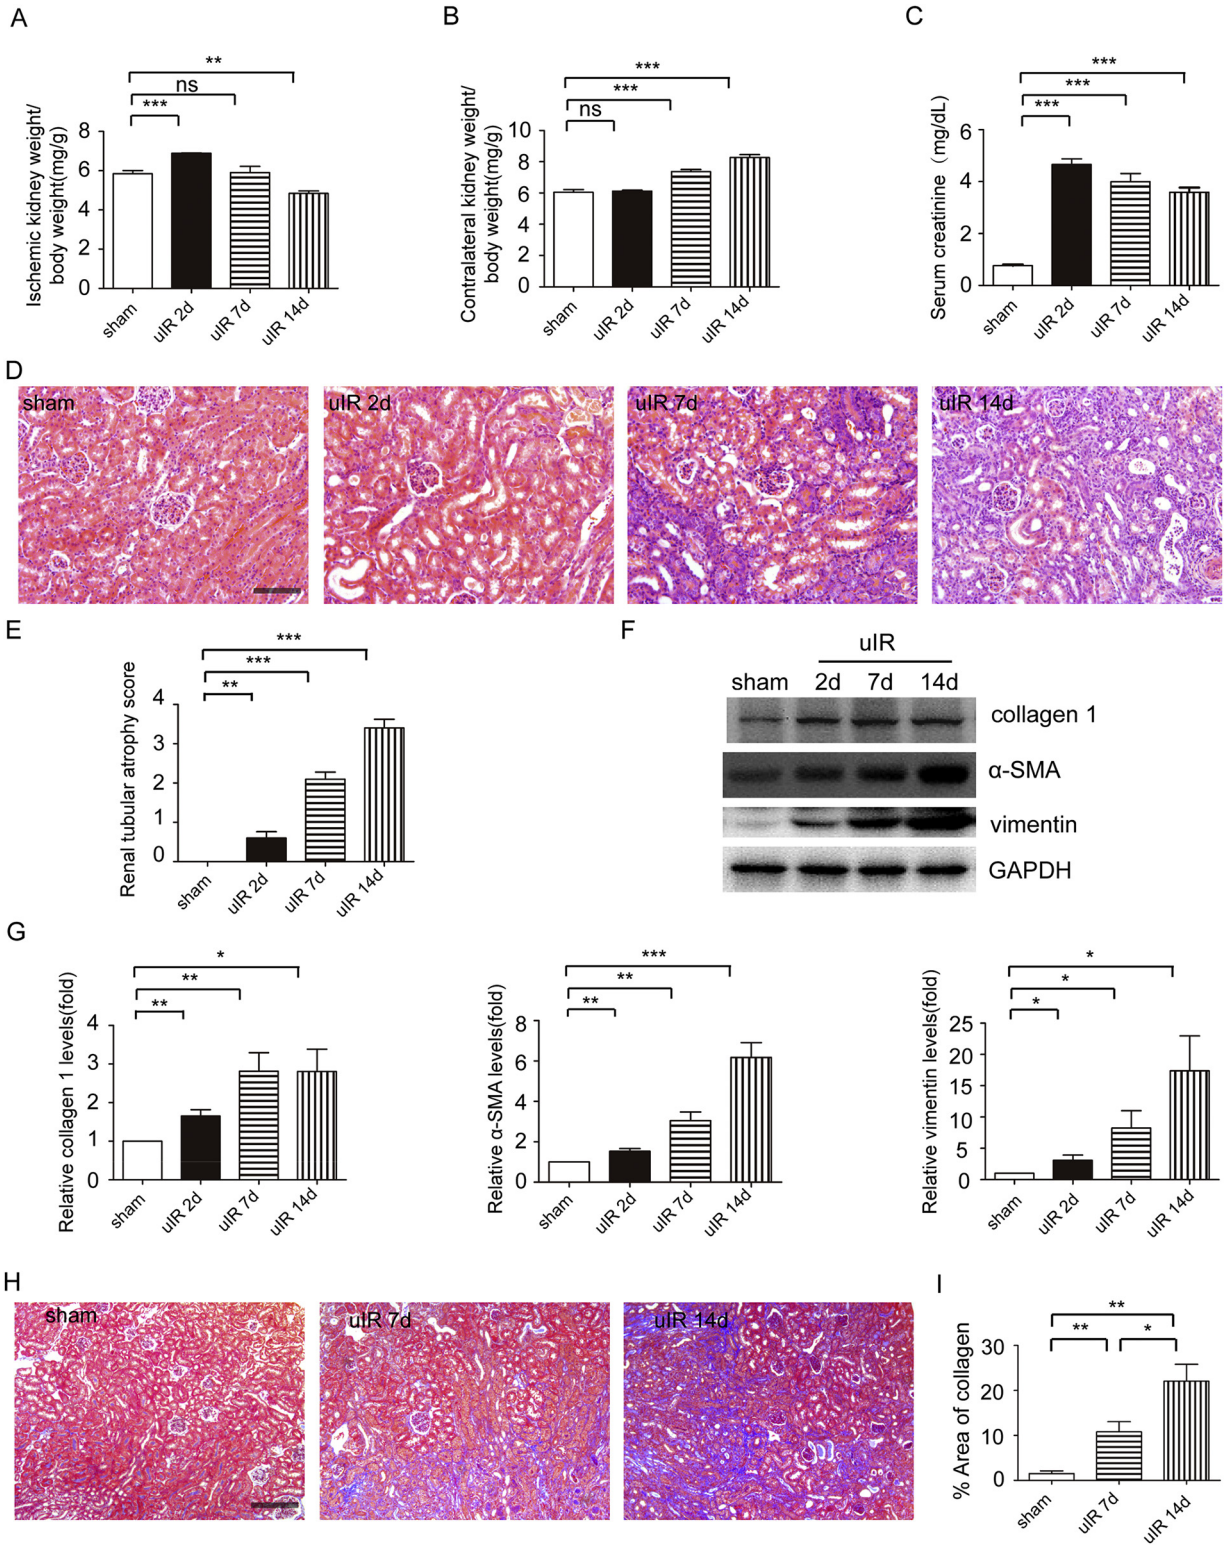 A
B
C
**
ns
***
Ischemic kidney weight/
body weight(mg/g)
8
6
4
2
0
sham
uIR 2d
uIR 7d
uIR 14d
***
***
ns
Contralateral kidney weight/
body weight(mg/g)
10
8
6
4
2
0
sham
uIR 2d
uIR 7d
uIR 14d
***
***
***
Serum creatinine（mg/dL）
6
4
2
0
sham
uIR 2d
uIR 7d
uIR 14d
D
sham
uIR 2d
uIR 7d
uIR 14d
E
***
***
**
Renal tubular atrophy score
4
3
2
1
0
sham
uIR 2d
uIR 7d
uIR 14d
F
uIR
sham 2d 7d 14d
collagen 1
α-SMA
vimentin
GAPDH
G
*
**
**
Relative collagen 1 levels(fold)
4
3
2
1
0
sham
uIR 2d
uIR 7d
uIR 14d
***
**
**
Relative α-SMA levels(fold)
8
6
4
2
0
sham
uIR 2d
uIR 7d
uIR 14d
*
*
*
Relative vimentin levels(fold)
25
20
15
10
5
0
sham
uIR 2d
uIR 7d
uIR 14d
H
sham
uIR 7d
uIR 14d
I
**
** *
% Area of collagen
30
20
10
0
sham
uIR 7d
uIR 14d